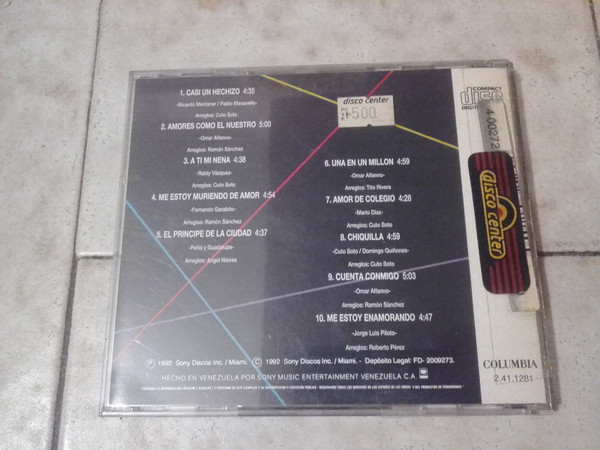 1. CASI UN HECHIZO 4:35
-Ricardo Montaner / Pablo Manavello-
Arreglos: Cuto Soto
2. AMORES COMO EL NUESTRO 5:00
-Omar Alfanno-
Arreglos: Ramón Sánchez
3. A TI MI NENA 4:38
-Raldy Vázquez-
Arreglos: Cuto Soto
4. ME ESTOY MURIENDO DE AMOR 4:54
-Fernando Garabito-
Arreglos: Ramón Sánchez
5. EL PRINCIPE DE LA CIUDAD 4:37
-Peña y Guadalupe-
Arreglos: Angel Nieves
disco center
500
6. UNA EN UN MILLON 4:59
-Omar Alfanno-
Arreglos: Tito Rivera
7. AMOR DE COLEGIO 4:28
-Mario Díaz-
Arreglos: Cuto Soto
8. CHIQUILLA 4:59
-Cuto Soto / Domingo Quiñones-
Arreglos: Cuto Soto
9. CUENTA CONMIGO 5:03
-Omar Alfanno-
Arreglos: Ramón Sánchez
10. ME ESTOY ENAMORANDO 4:47
-Jorge Luis Piloto-
Arreglos: Roberto Pérez
COMPACT
disc
4 00272
disco center
COLUMBIA
2.41.1281
Ⓟ 1992 Sony Discos Inc. / Miami. © 1992 Sony Discos Inc. / Miami. - Depósito Legal: FD- 2009273.
HECHO EN VENEZUELA POR SONY MUSIC ENTERTAINMENT VENEZUELA C.A.